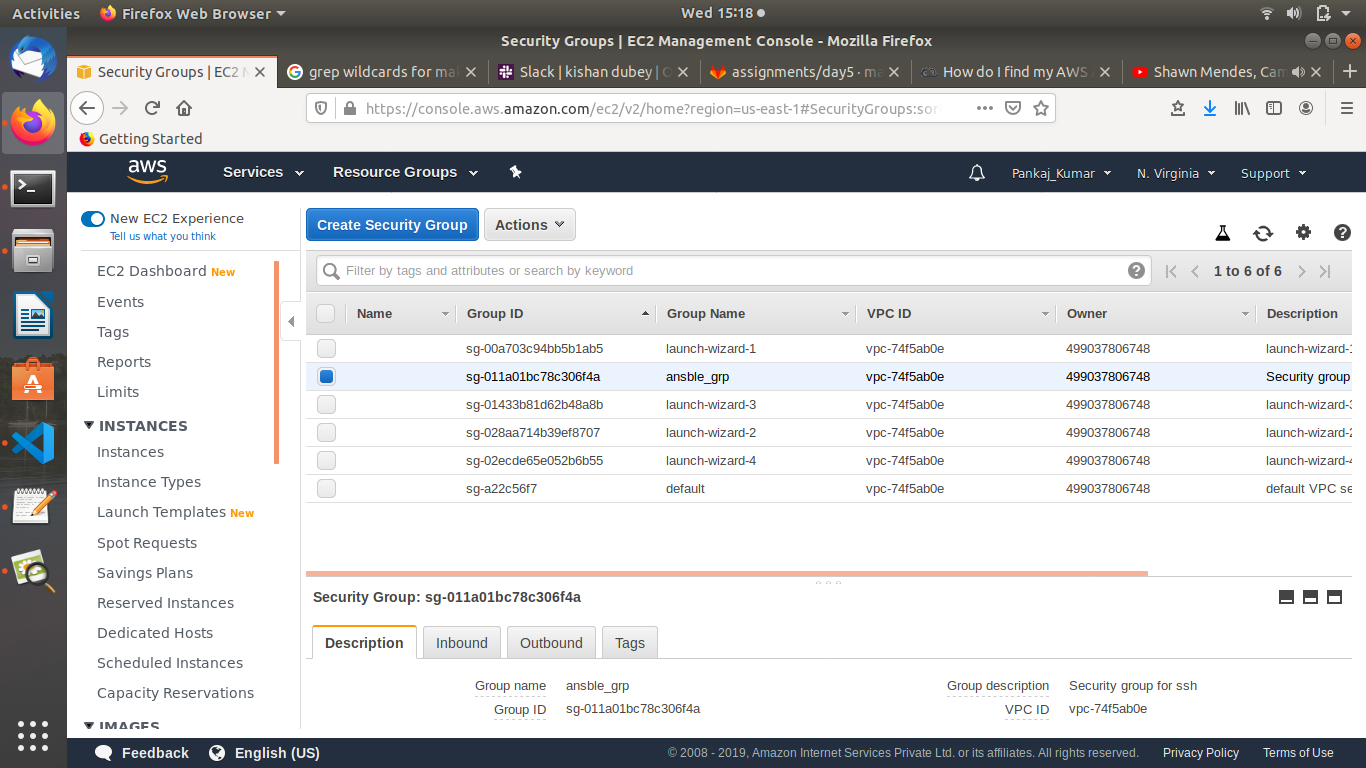 Activities Firefox Web Browser Wed 15:18
Security Groups | EC2 Management Console - Mozilla Firefox
Security Groups | EC2 M grep wildcards for mal Slack | kishan dubey | O assignments/day5 · ma How do I find my AWS A Shawn Mendes, Cam
https://console.aws.amazon.com/ec2/v2/home?region=us-east-1#SecurityGroups:sor
Getting Started
aws Services Resource Groups Pankaj_Kumar N. Virginia Support
New EC2 Experience
Tell us what you think
EC2 Dashboard New
Events
Tags
Reports
Limits
INSTANCES
Instances
Instance Types
Launch Templates New
Spot Requests
Savings Plans
Reserved Instances
Dedicated Hosts
Scheduled Instances
Capacity Reservations
IMAGES
Create Security Group Actions
Filter by tags and attributes or search by keyword 1 to 6 of 6
Name Group ID Group Name VPC ID Owner Description
sg-00a703c94bb5b1ab5 launch-wizard-1 vpc-74f5ab0e 499037806748 launch-wizard-1
sg-011a01bc78c306f4a ansble_grp vpc-74f5ab0e 499037806748 Security group
sg-01433b81d62b48a8b launch-wizard-3 vpc-74f5ab0e 499037806748 launch-wizard-3
sg-028aa714b39ef8707 launch-wizard-2 vpc-74f5ab0e 499037806748 launch-wizard-2
sg-02ecde65e052b6b55 launch-wizard-4 vpc-74f5ab0e 499037806748 launch-wizard-4
sg-a22c56f7 default vpc-74f5ab0e 499037806748 default VPC se
Security Group: sg-011a01bc78c306f4a
Description Inbound Outbound Tags
Group name ansble_grp Group description Security group for ssh
Group ID sg-011a01bc78c306f4a VPC ID vpc-74f5ab0e
Feedback English (US) © 2008 - 2019, Amazon Internet Services Private Ltd. or its affiliates. All rights reserved. Privacy Policy Terms of Use